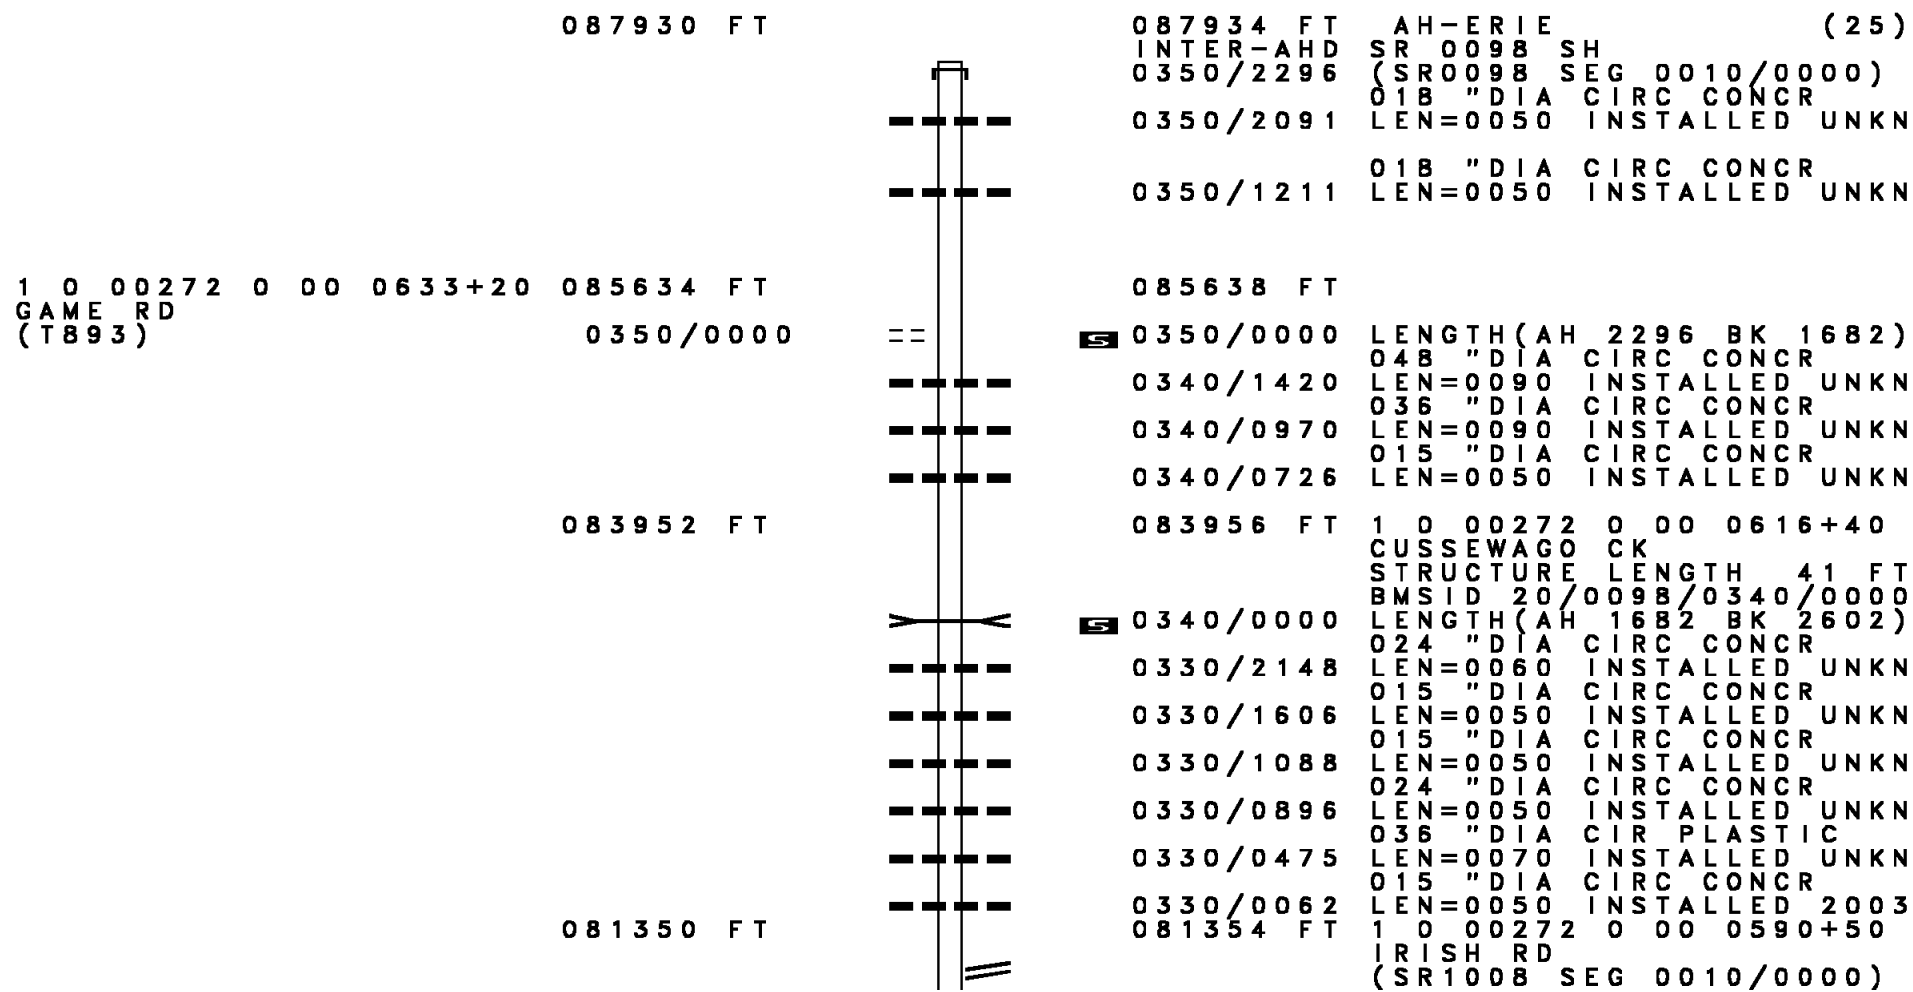 087930 FT 087934 FT AH-ERIE (25)
INTER-AHD SR 0098 SH
0350/2296 (SR0098 SEG 0010/0000)
018 "DIA CIRC CONCR
0350/2091 LEN=0050 INSTALLED UNKN
018 "DIA CIRC CONCR
0350/1211 LEN=0050 INSTALLED UNKN
1 0 00272 0 00 0633+20 085634 FT 085638 FT
GAME RD
(T893) 0350/0000 S 0350/0000 LENGTH(AH 2296 BK 1682)
048 "DIA CIRC CONCR
0340/1420 LEN=0090 INSTALLED UNKN
036 "DIA CIRC CONCR
0340/0970 LEN=0090 INSTALLED UNKN
015 "DIA CIRC CONCR
0340/0726 LEN=0050 INSTALLED UNKN
083952 FT 083956 FT 1 0 00272 0 00 0616+40
CUSSEWAGO CK
STRUCTURE LENGTH 41 FT
BMSID 20/0098/0340/0000
S 0340/0000 LENGTH(AH 1682 BK 2602)
024 "DIA CIRC CONCR
0330/2148 LEN=0060 INSTALLED UNKN
015 "DIA CIRC CONCR
0330/1606 LEN=0050 INSTALLED UNKN
015 "DIA CIRC CONCR
0330/1088 LEN=0050 INSTALLED UNKN
024 "DIA CIRC CONCR
0330/0896 LEN=0050 INSTALLED UNKN
036 "DIA CIR PLASTIC
0330/0475 LEN=0070 INSTALLED UNKN
015 "DIA CIRC CONCR
0330/0062 LEN=0050 INSTALLED 2003
081350 FT 081354 FT 1 0 00272 0 00 0590+50
IRISH RD
(SR1008 SEG 0010/0000)